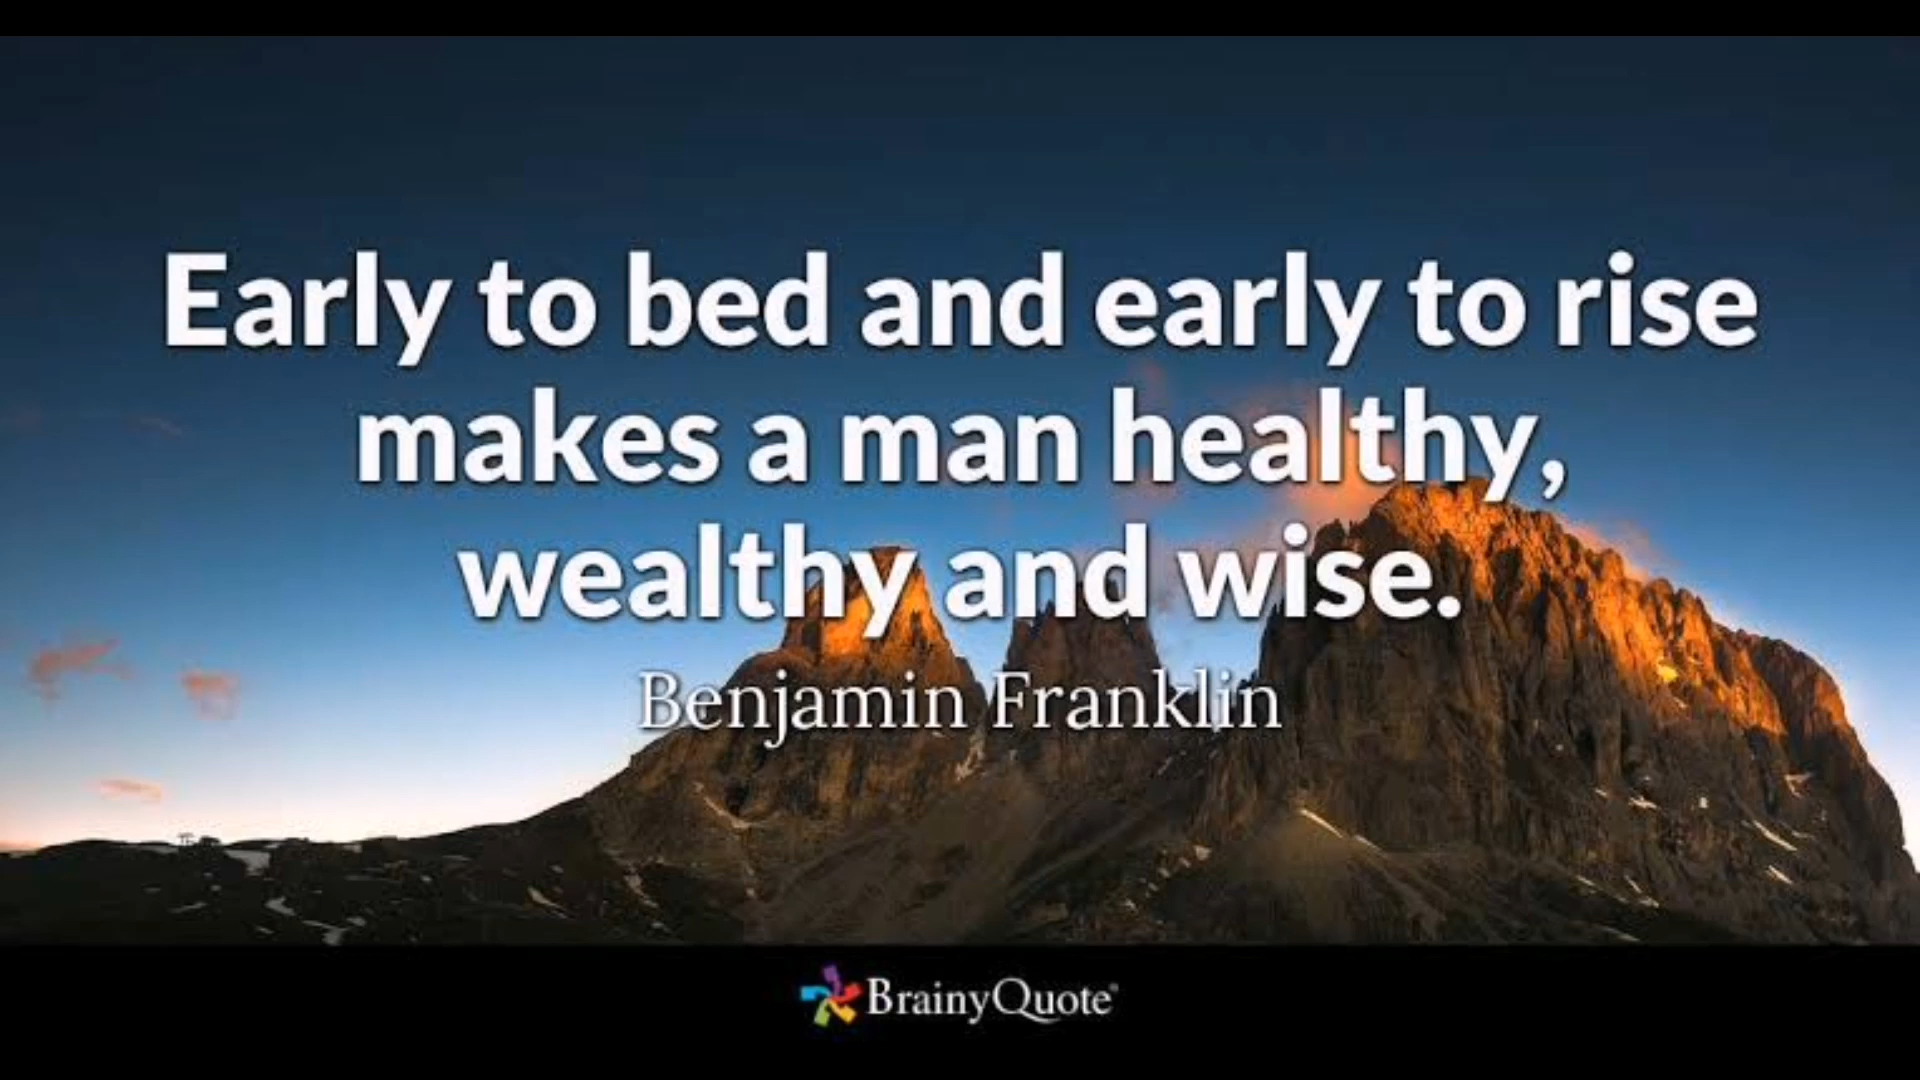 Early to bed and early to rise
makes a man healthy,
wealthy and wise.
Benjamin Franklin
BrainyQuote®